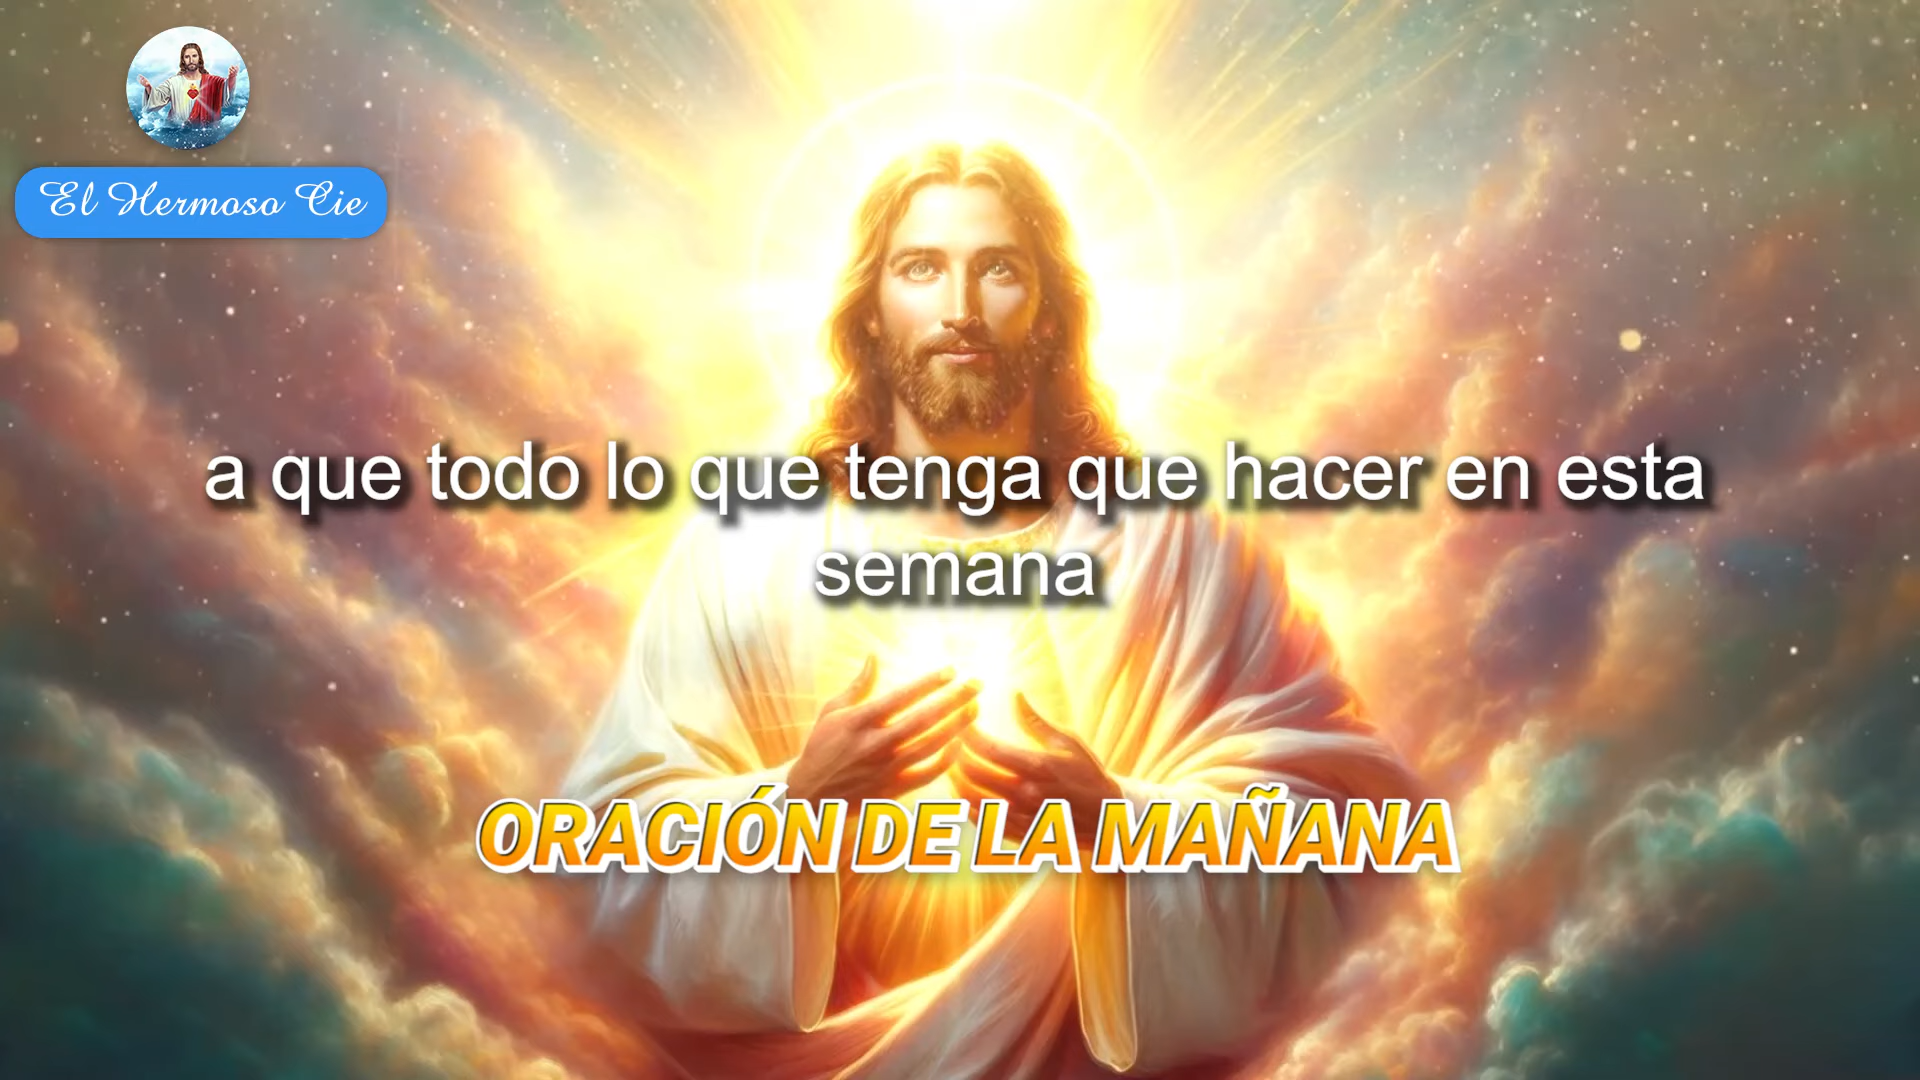 El Hermoso Cie
a que todo lo que tenga que hacer en esta
semana
ORACIÓN DE LA MAÑANA